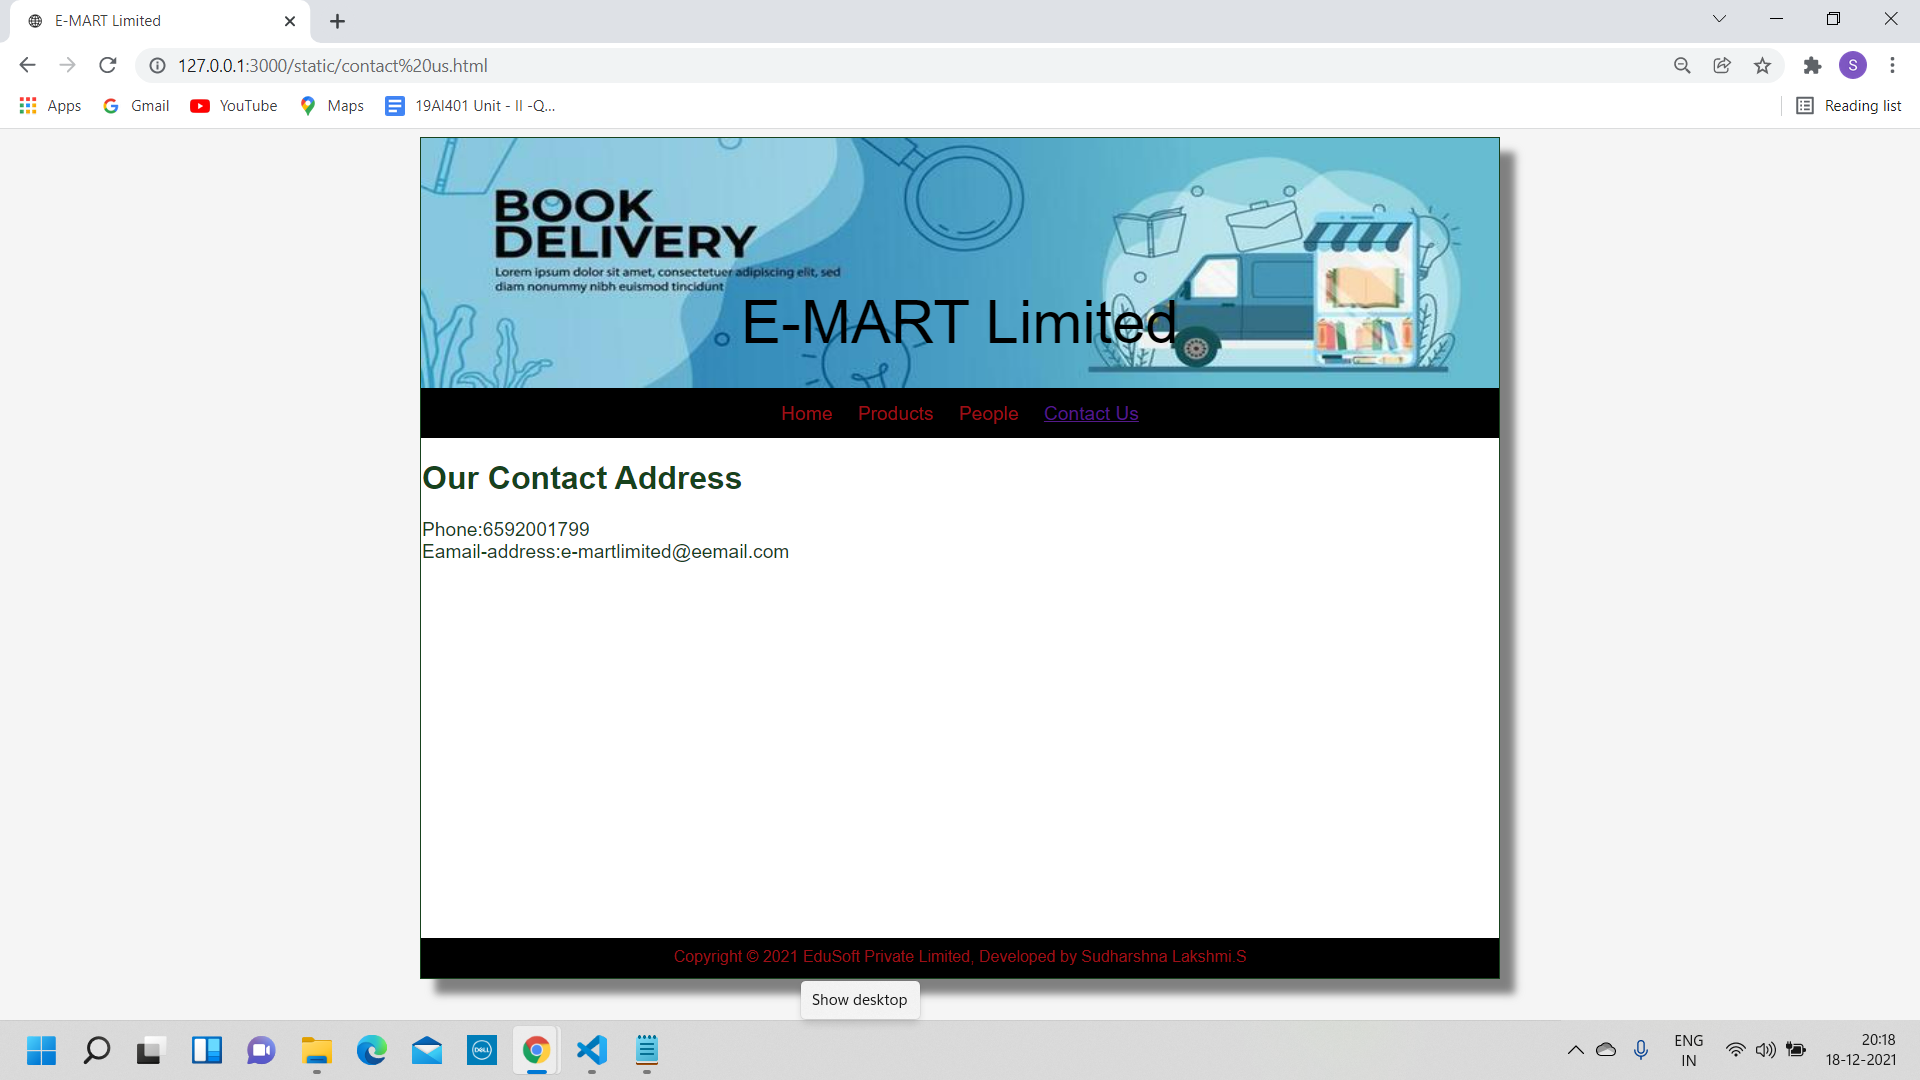 E-MART Limited
127.0.0.1:3000/static/contact%20us.html
S
Apps
Gmail
YouTube
Maps
19AI401 Unit - II -Q...
Reading list
BOOK
DELIVERY
Lorem ipsum dolor sit amet, consectetuer adipiscing elit, sed
diam nonummy nibh euismod tincidunt
E-MART Limited
Home Products People Contact Us
Our Contact Address
Phone:6592001799
Eamail-address:e-martlimited@eemail.com
Copyright © 2021 EduSoft Private Limited, Developed by Sudharshna Lakshmi.S
Show desktop
DELL
ENG
IN
20:18
18-12-2021